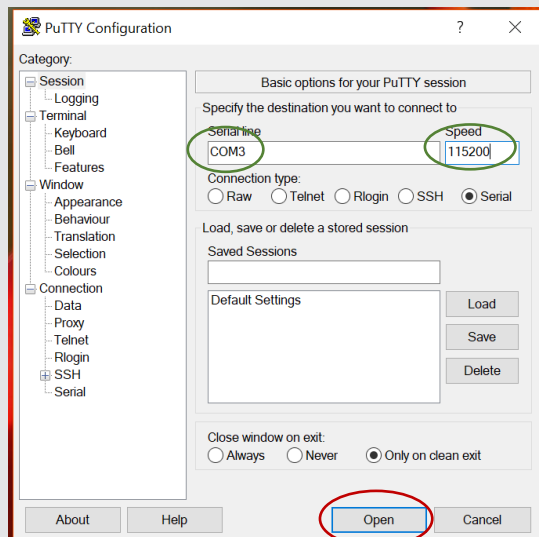 PuTTY Configuration
?
Category:
Session
Logging
Terminal
Keyboard
Bell
Features
Window
Appearance
Behaviour
Translation
Selection
Colours
Connection
Data
Proxy
Telnet
Rlogin
SSH
Serial
Basic options for your PuTTY session
Specify the destination you want to connect to
Serial line Speed
COM3 115200
Connection type:
Raw Telnet Rlogin SSH Serial
Load, save or delete a stored session
Saved Sessions
Default Settings
Load
Save
Delete
Close window on exit:
Always Never Only on clean exit
About Help Open Cancel